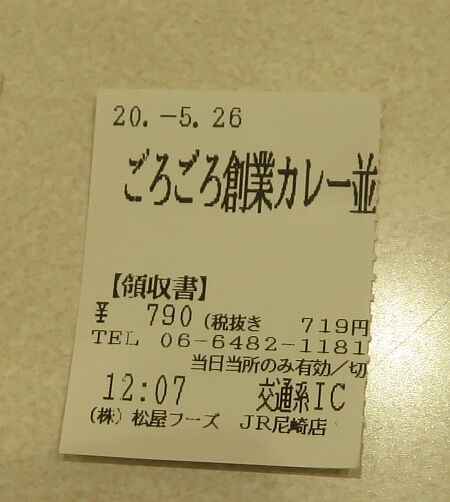 20.-5.26
ごろごろ創業カレー並
【領収書】
¥ 790 (税抜き 719円
TEL 06-6482-1181
当日当所のみ有効/切
12:07 交通系IC
(株) 松屋フーズ JR尼崎店